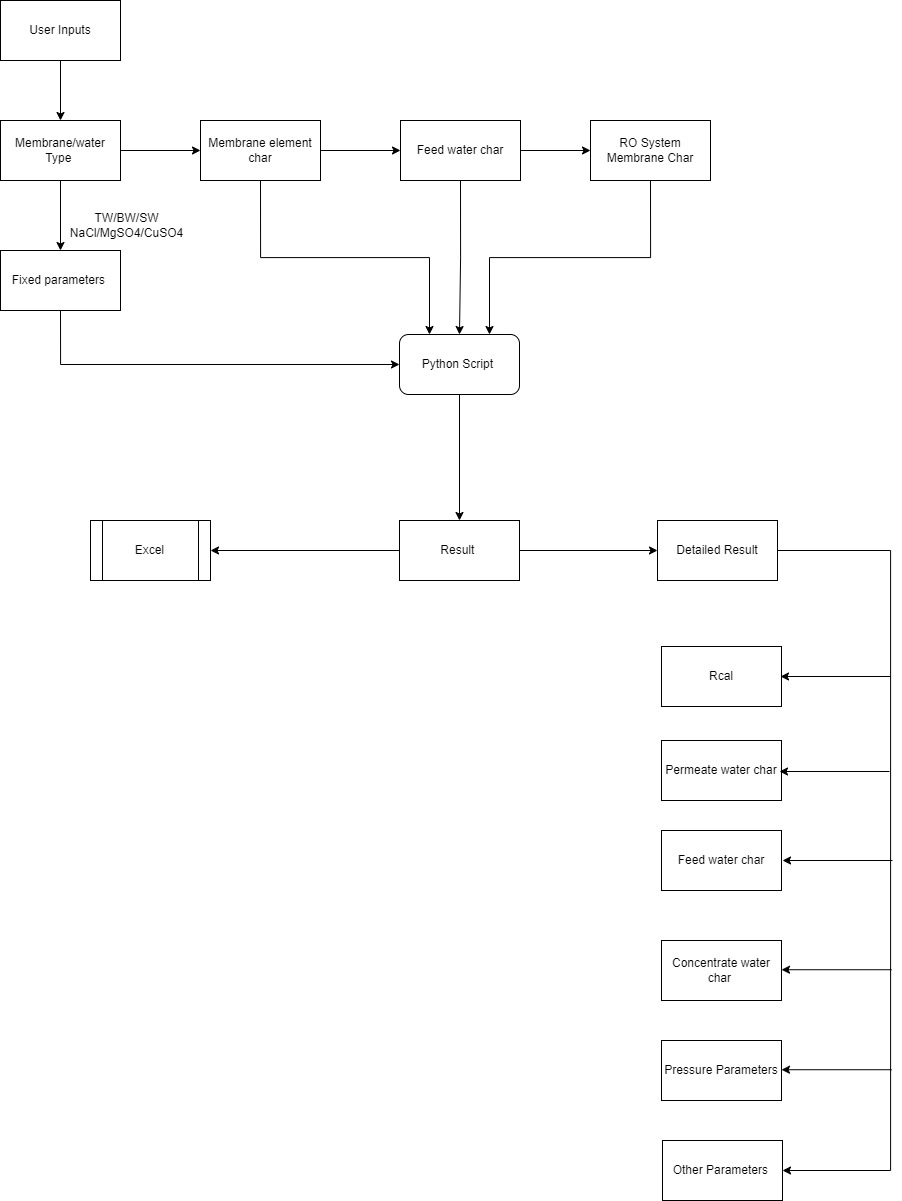 User Inputs
Membrane/water
Type
Membrane element
char
Feed water char
RO System
Membrane Char
TW/BW/SW
NaCl/MgSO4/CuSO4
Fixed parameters
Python Script
Excel
Result
Detailed Result
Rcal
Permeate water char
Feed water char
Concentrate water
char
Pressure Parameters
Other Parameters